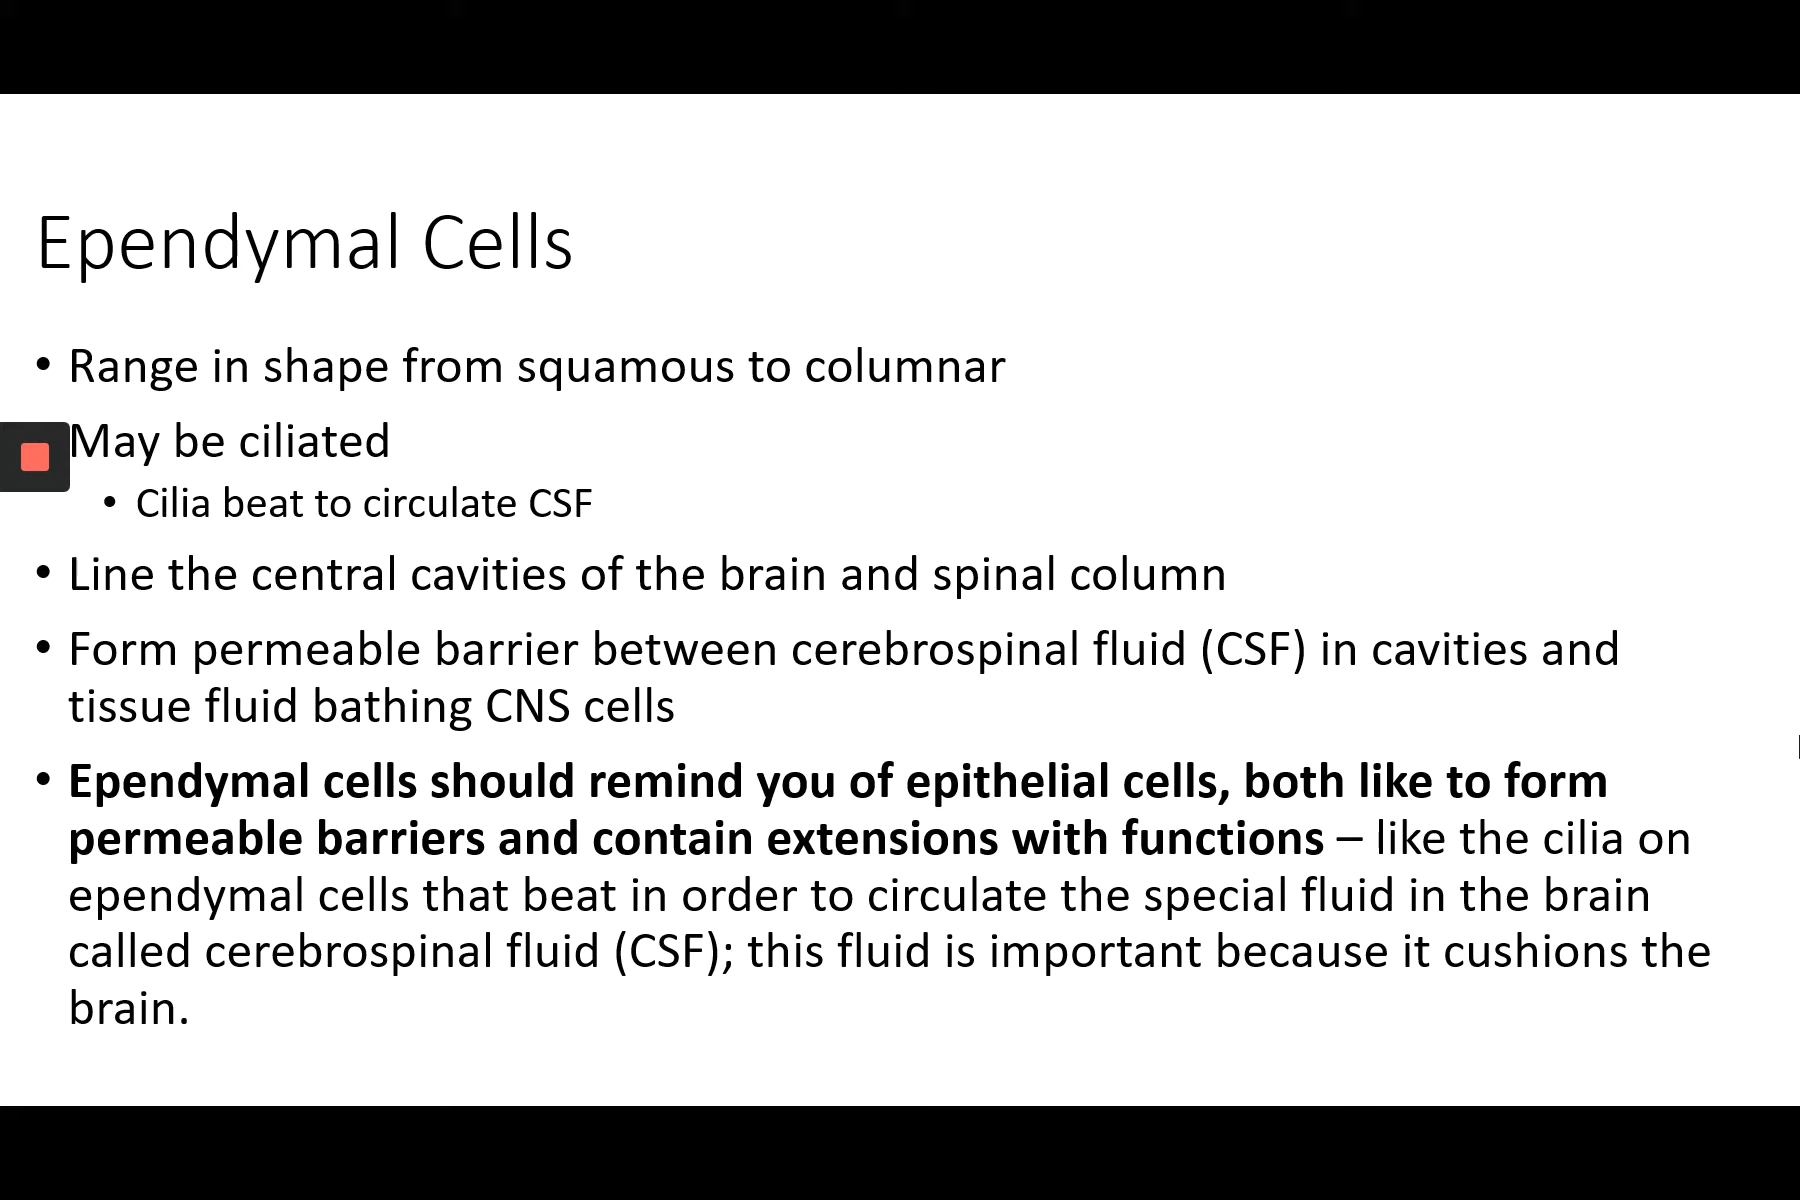 Ependymal Cells
• Range in shape from squamous to columnar
May be ciliated
• Cilia beat to circulate CSF
• Line the central cavities of the brain and spinal column
• Form permeable barrier between cerebrospinal fluid (CSF) in cavities and
tissue fluid bathing CNS cells
• Ependymal cells should remind you of epithelial cells, both like to form
permeable barriers and contain extensions with functions – like the cilia on
ependymal cells that beat in order to circulate the special fluid in the brain
called cerebrospinal fluid (CSF); this fluid is important because it cushions the
brain.